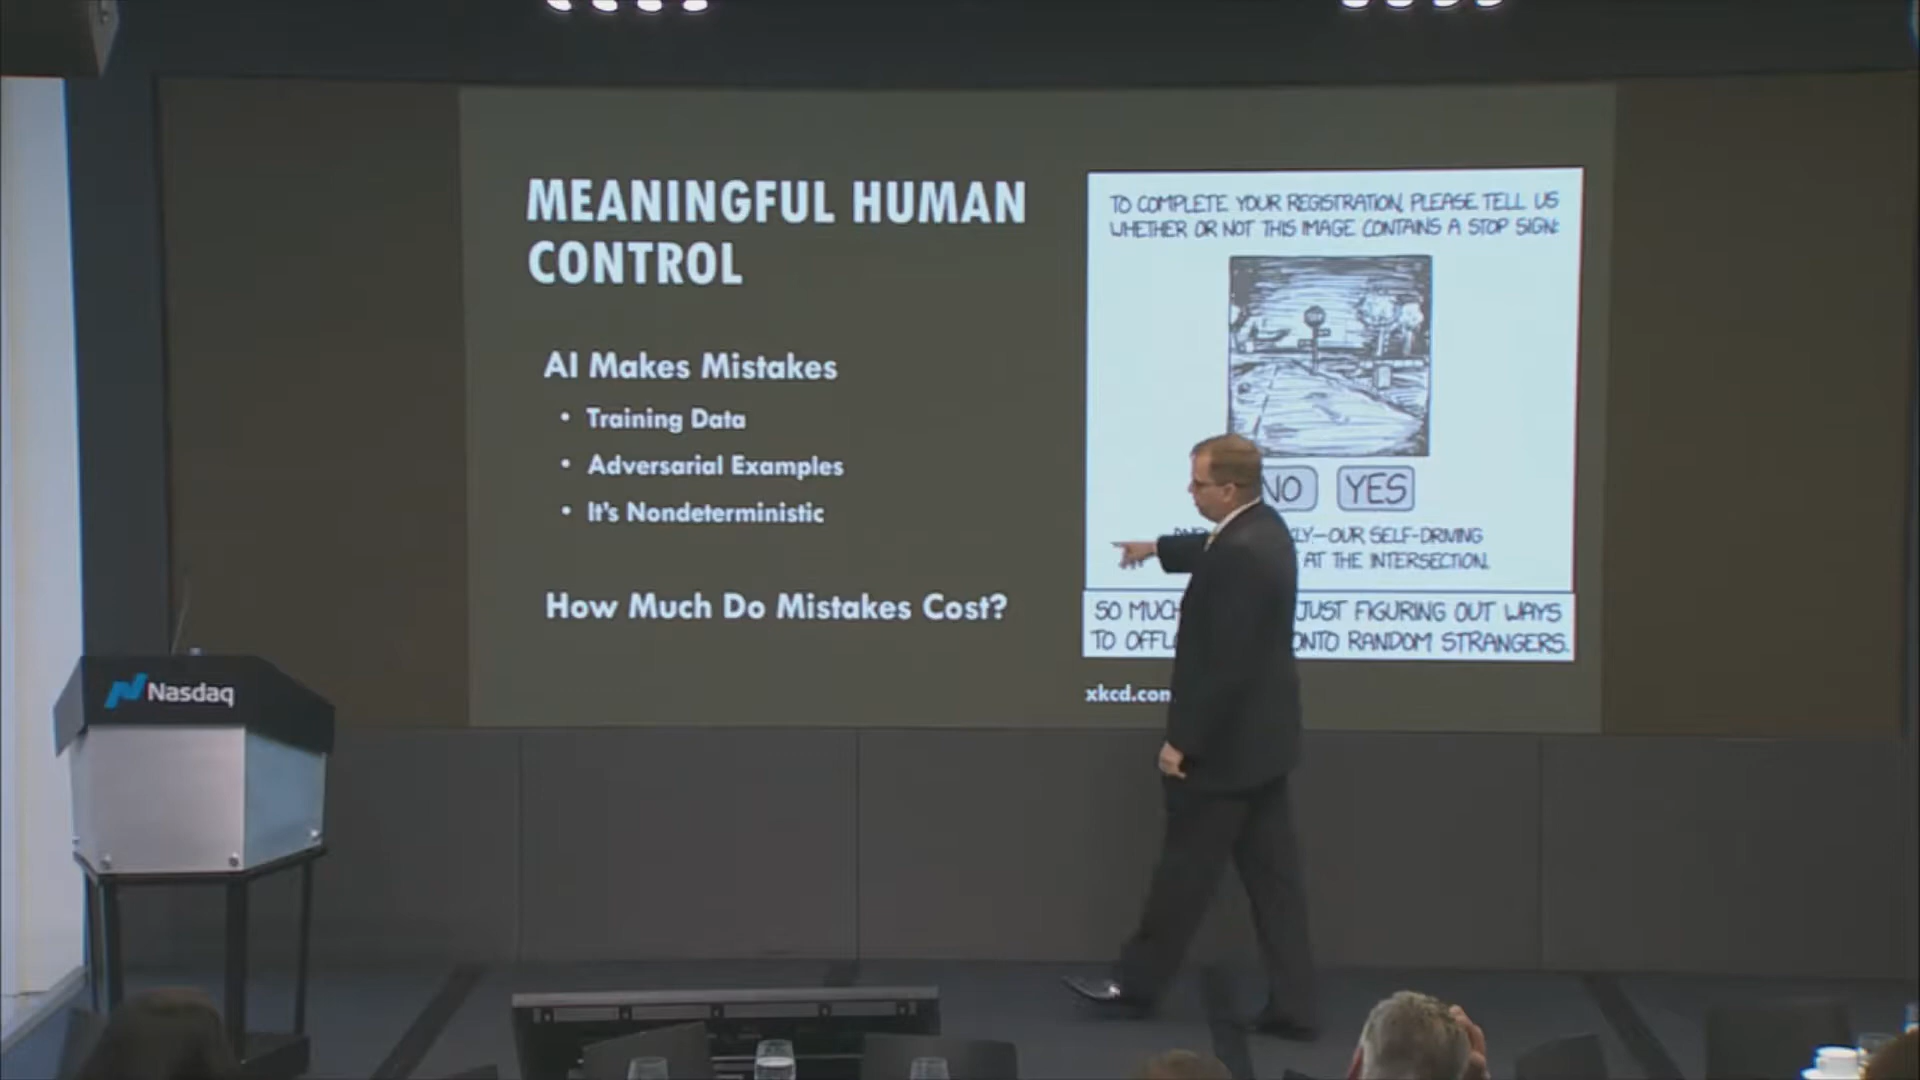 MEANINGFUL HUMAN
CONTROL
AI Makes Mistakes
• Training Data
• Adversarial Examples
• It's Nondeterministic
How Much Do Mistakes Cost?
TO COMPLETE YOUR REGISTRATION, PLEASE TELL US
WHETHER OR NOT THIS IMAGE CONTAINS A STOP SIGN:
NO YES
—OUR SELF-DRIVING
AT THE INTERSECTION.
SO MUCH JUST FIGURING OUT WAYS
TO ONTO RANDOM STRANGERS.
xkcd.com
Nasdaq